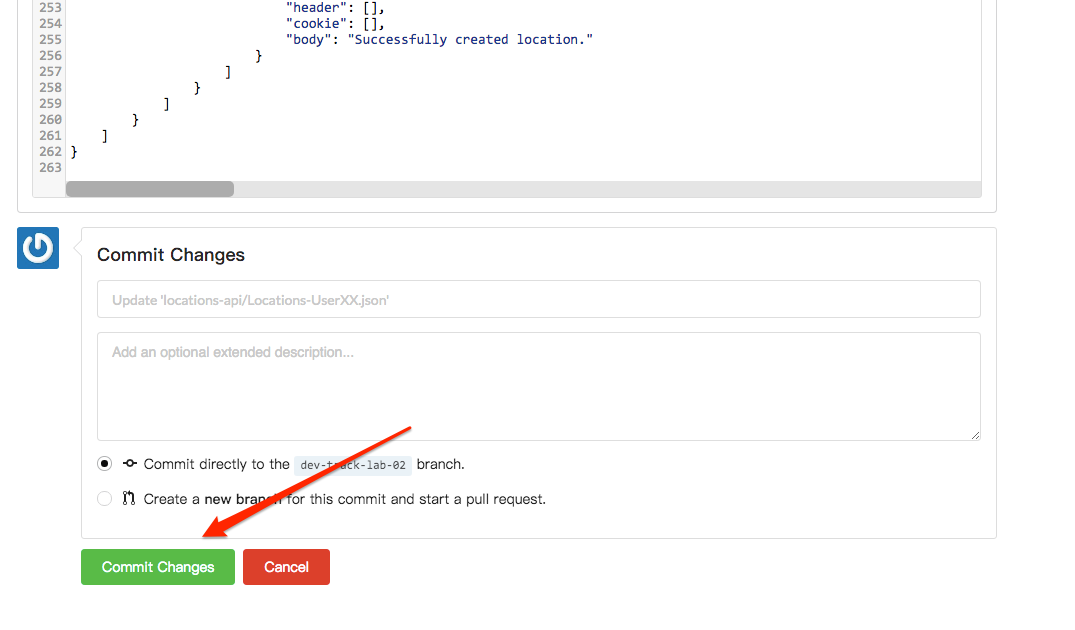 253 "header": [],
254 "cookie": [],
255 "body": "Successfully created location."
256 }
257 ]
258 }
259 ]
260 }
261 ]
262 }
263
Commit Changes
Update 'locations-api/Locations-UserXX.json'
Add an optional extended description...
Commit directly to the dev-track-lab-02 branch.
Create a new branch for this commit and start a pull request.
Commit Changes Cancel